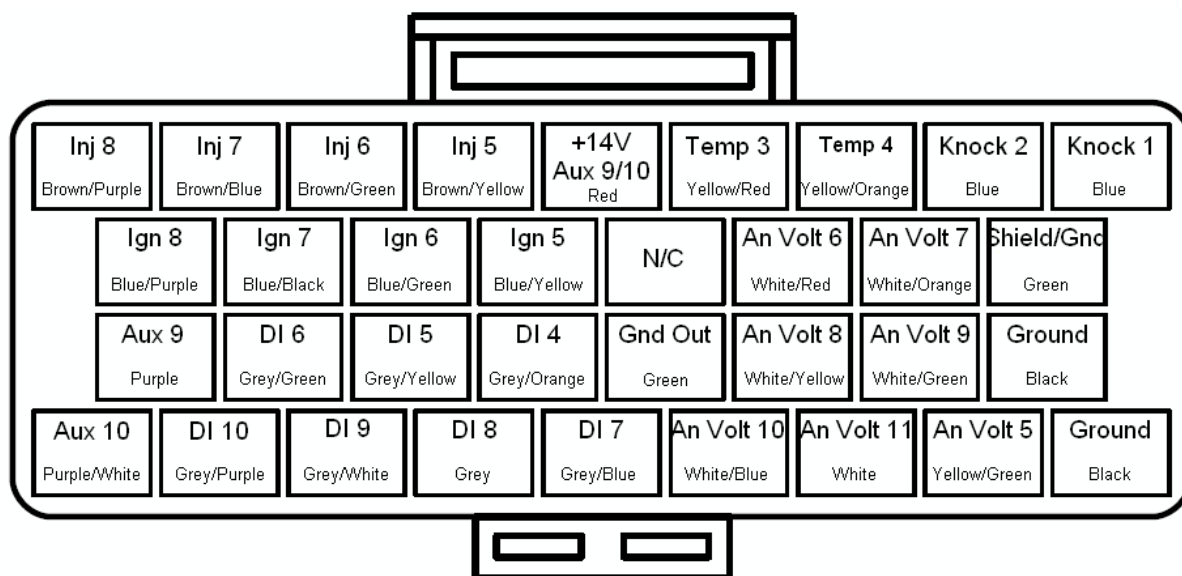 Inj 8 Inj 7 Inj 6 Inj 5 +14V Aux 9/10 Temp 3 Temp 4 Knock 2 Knock 1
Brown/Purple Brown/Blue Brown/Green Brown/Yellow Red Yellow/Red Yellow/Orange Blue Blue
Ign 8 Ign 7 Ign 6 Ign 5 N/C An Volt 6 An Volt 7 Shield/Gnd
Blue/Purple Blue/Black Blue/Green Blue/Yellow White/Red White/Orange Green
Aux 9 DI 6 DI 5 DI 4 Gnd Out An Volt 8 An Volt 9 Ground
Purple Grey/Green Grey/Yellow Grey/Orange Green White/Yellow White/Green Black
Aux 10 DI 10 DI 9 DI 8 DI 7 An Volt 10 An Volt 11 An Volt 5 Ground
Purple/White Grey/Purple Grey/White Grey Grey/Blue White/Blue White Yellow/Green Black